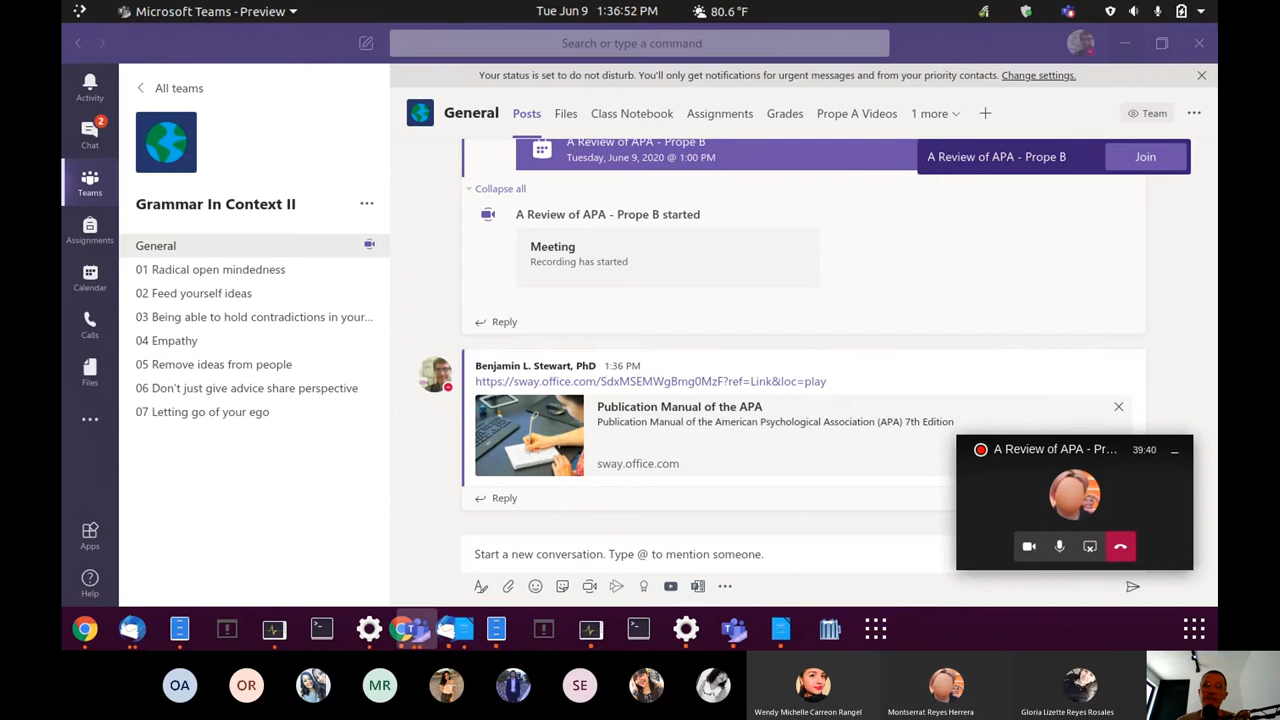 Microsoft Teams - Preview
Tue Jun 9 1:36:52 PM
80.6 °F
Search or type a command
Activity
2
Chat
Teams
Assignments
Calendar
Calls
Files
Apps
Help
All teams
Grammar In Context II
General
01 Radical open mindedness
02 Feed yourself ideas
03 Being able to hold contradictions in your...
04 Empathy
05 Remove ideas from people
06 Don't just give advice share perspective
07 Letting go of your ego
Your status is set to do not disturb. You'll only get notifications for urgent messages and from your priority contacts. Change settings.
General
Posts
Files
Class Notebook
Assignments
Grades
Prope A Videos
1 more
Team
A Review of APA - Prope B
Tuesday, June 9, 2020 @ 1:00 PM
A Review of APA - Prope B
Join
Collapse all
A Review of APA - Prope B started
Meeting
Recording has started
Reply
Benjamin L. Stewart, PhD 1:36 PM
https://sway.office.com/SdxMSEMWgBmg0MzF?ref=Link&loc=play
Publication Manual of the APA
Publication Manual of the American Psychological Association (APA) 7th Edition
sway.office.com
Reply
A Review of APA - Pr...
39:40
Start a new conversation. Type @ to mention someone.
OA
OR
MR
SE
Wendy Michelle Carreon Rangel
Montserrat Reyes Herrera
Gloria Lizette Reyes Rosales